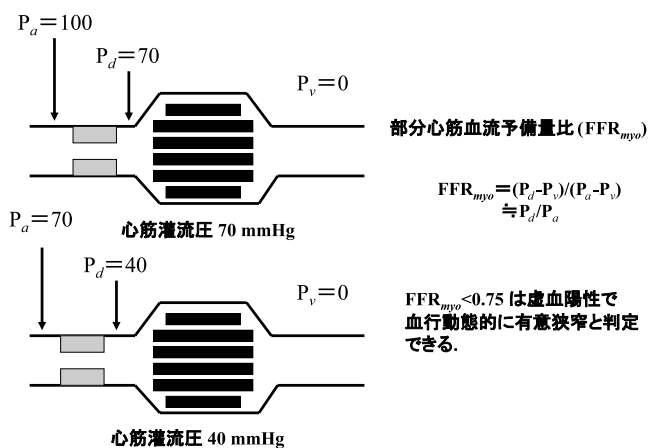 Pa＝100
Pd＝70
Pv＝0
心筋灌流圧 70 mmHg
Pa＝70
Pd＝40
Pv＝0
心筋灌流圧 40 mmHg
部分心筋血流予備量比 (FFRmyo)
FFRmyo＝(Pd-Pv)/(Pa-Pv)
≒Pd/Pa
FFRmyo<0.75 は虚血陽性で
血行動態的に有意狭窄と判定
できる.